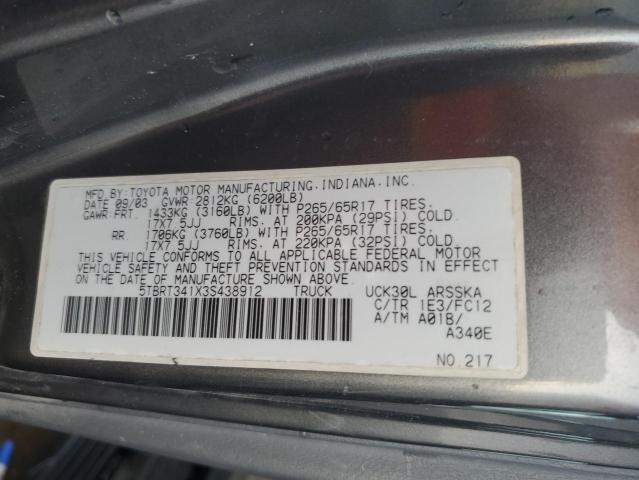 MFD.BY:TOYOTA MOTOR MANUFACTURING,INDIANA,INC.
DATE 09/03 GVWR:2812KG (6200LB)
GAWR:FRT. 1433KG (3160LB) WITH P265/65R17 TIRES.
17X7.5JJ RIMS. AT 200KPA (29PSI) COLD.
RR. 1706KG (3760LB) WITH P265/65R17 TIRES.
17X7.5JJ RIMS. AT 220KPA (32PSI) COLD.
THIS VEHICLE CONFORMS TO ALL APPLICABLE FEDERAL MOTOR
VEHICLE SAFETY AND THEFT PREVENTION STANDARDS IN EFFECT
ON THE DATE OF MANUFACTURE SHOWN ABOVE
5TBRT341X3S438912 TRUCK UCK30L ARSSKA
C/TR 1E3/FC12
A/TM A01B/
A340E
NO.217